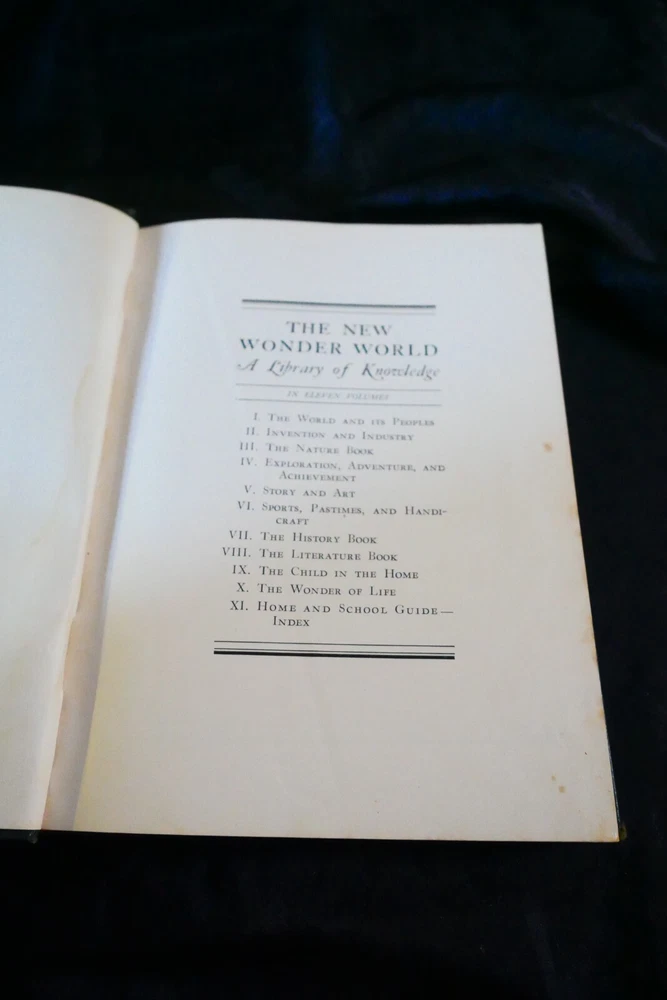 THE NEW
WONDER WORLD
A Library of Knowledge
IN ELEVEN VOLUMES
I. THE WORLD AND ITS PEOPLES
II. INVENTION AND INDUSTRY
III. THE NATURE BOOK
IV. EXPLORATION, ADVENTURE, AND
ACHIEVEMENT
V. STORY AND ART
VI. SPORTS, PASTIMES, AND HANDI-
CRAFT
VII. THE HISTORY BOOK
VIII. THE LITERATURE BOOK
IX. THE CHILD IN THE HOME
X. THE WONDER OF LIFE
XI. HOME AND SCHOOL GUIDE—
INDEX